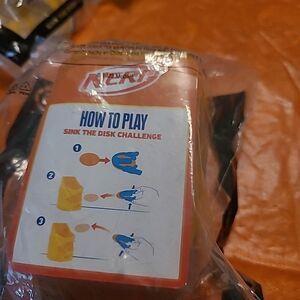 NERF
HOW TO PLAY
SINK THE DISK CHALLENGE
1
2
3